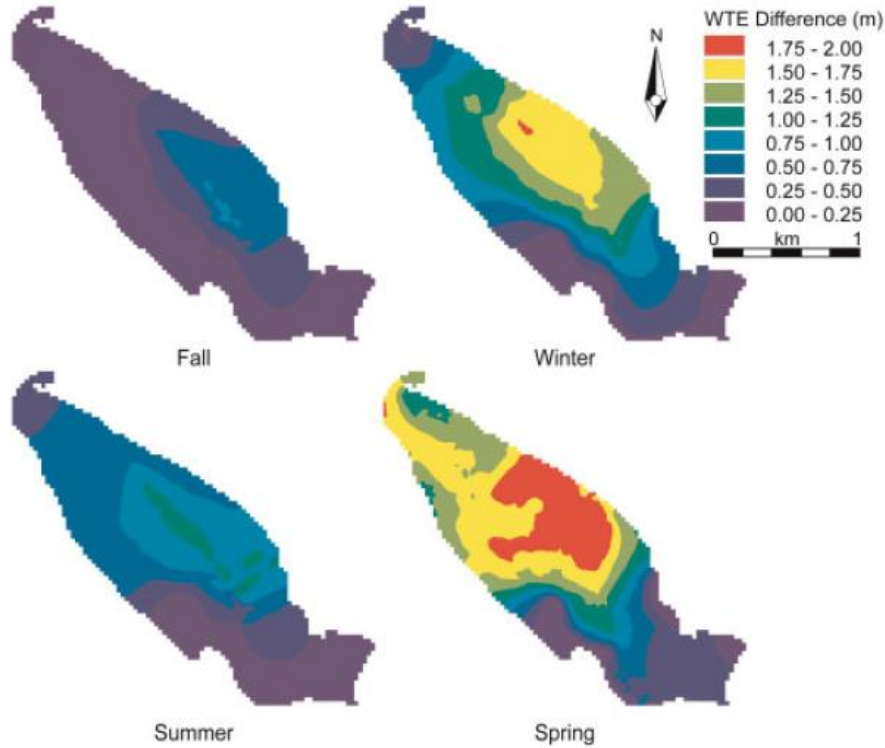 WTE Difference (m)
N
1.75 - 2.00
1.50 - 1.75
1.25 - 1.50
1.00 - 1.25
0.75 - 1.00
0.50 - 0.75
0.25 - 0.50
0.00 - 0.25
0 km 1
Fall Winter
Summer Spring